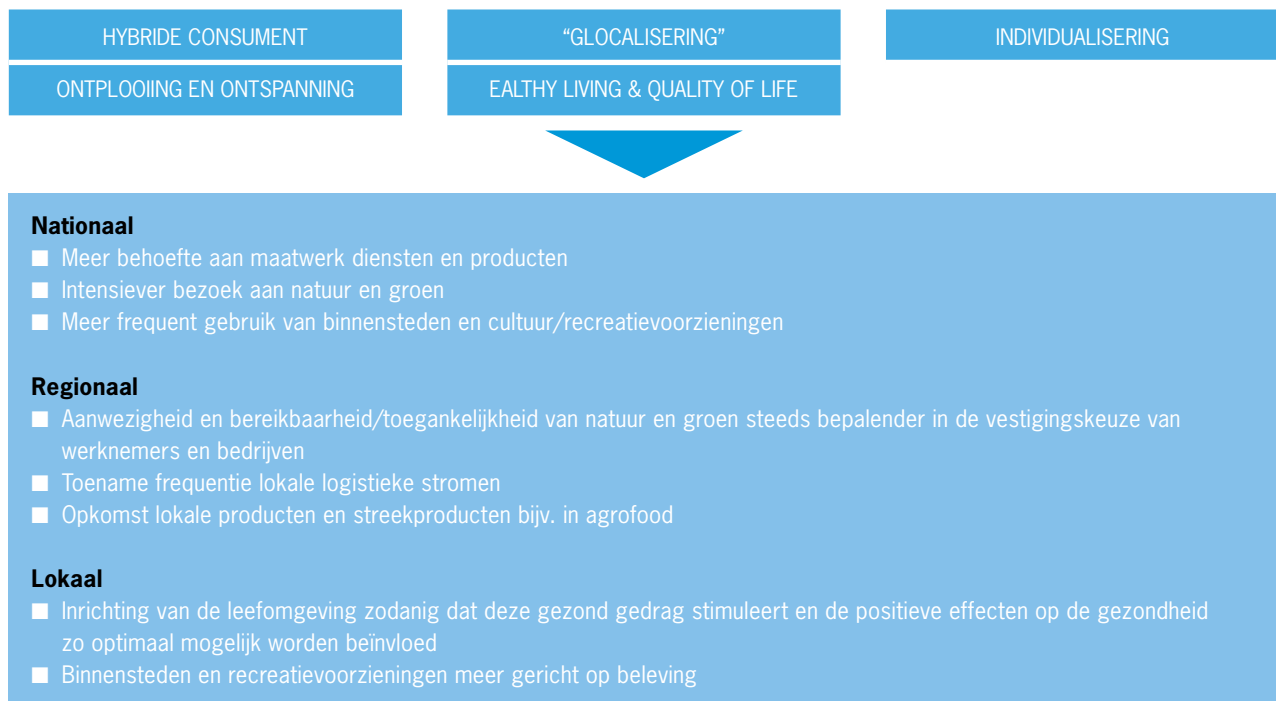 HYBRIDE CONSUMENT
“GLOCALISERING”
INDIVIDUALISERING
ONTPLOOIING EN ONTSPANNING
EALTHY LIVING & QUALITY OF LIFE
Nationaal
■ Meer behoefte aan maatwerk diensten en producten
■ Intensiever bezoek aan natuur en groen
■ Meer frequent gebruik van binnensteden en cultuur/recreatievoorzieningen
Regionaal
■ Aanwezigheid en bereikbaarheid/toegankelijkheid van natuur en groen steeds bepalender in de vestigingskeuze van
werknemers en bedrijven
■ Toename frequentie lokale logistieke stromen
■ Opkomst lokale producten en streekproducten bijv. in agrofood
Lokaal
■ Inrichting van de leefomgeving zodanig dat deze gezond gedrag stimuleert en de positieve effecten op de gezondheid
zo optimaal mogelijk worden beïnvloed
■ Binnensteden en recreatievoorzieningen meer gericht op beleving